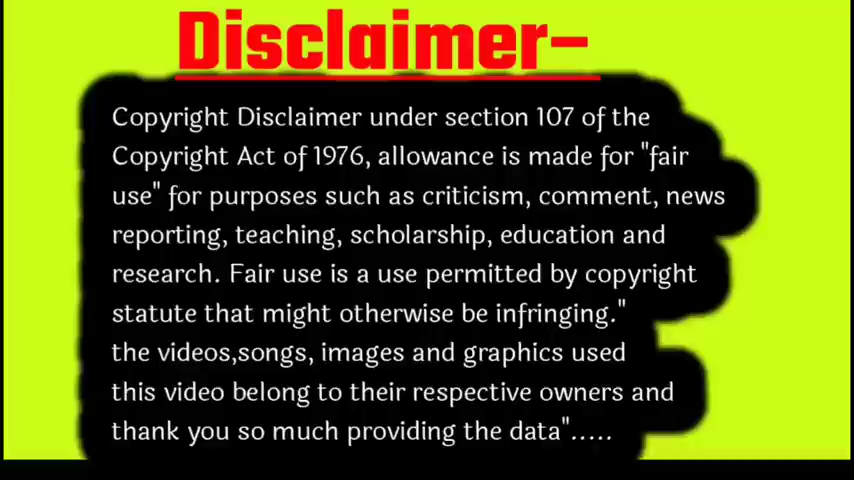 Disclaimer-
Copyright Disclaimer under section 107 of the
Copyright Act of 1976, allowance is made for "fair
use" for purposes such as criticism, comment, news
reporting, teaching, scholarship, education and
research. Fair use is a use permitted by copyright
statute that might otherwise be infringing."
the videos,songs, images and graphics used
this video belong to their respective owners and
thank you so much providing the data".....